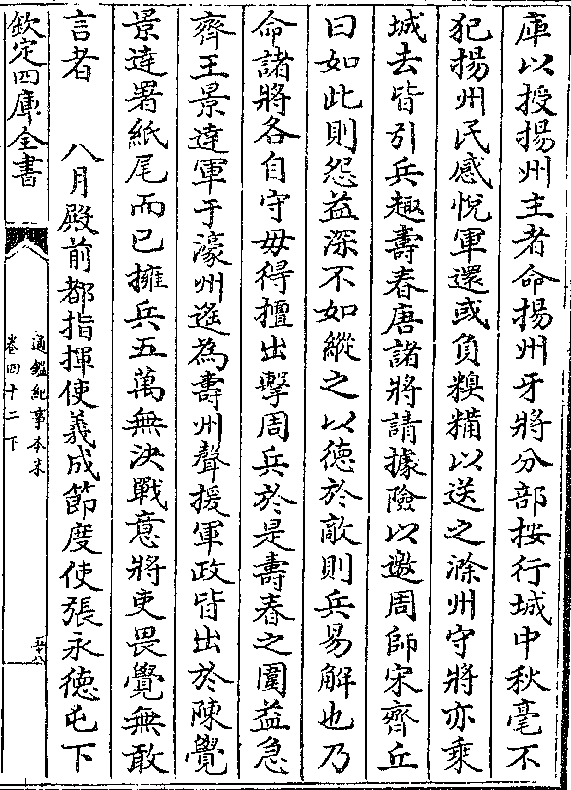 庫以授揚州主者命揚州牙將分部按行城中秋毫不
犯揚州民感悅軍還或負糗糒以送之滁州守將亦棄
城去皆引兵趣壽春唐諸將請據險以邀周師宋齊丘
曰如此則怨益深不如縱之以德於敵則兵易解也乃
命諸將各自守毋得擅出擊周兵於是壽春之圍益急
齊王景達軍于濠州遙為壽州聲援軍政皆出於陳覺
景達署紙尾而已擁兵五萬無決戰意將吏畏覺無敢
言者　八月殿前都指揮使義成節度使張永德屯下
欽定四庫全書
通鑑紀事本末
卷四十二下